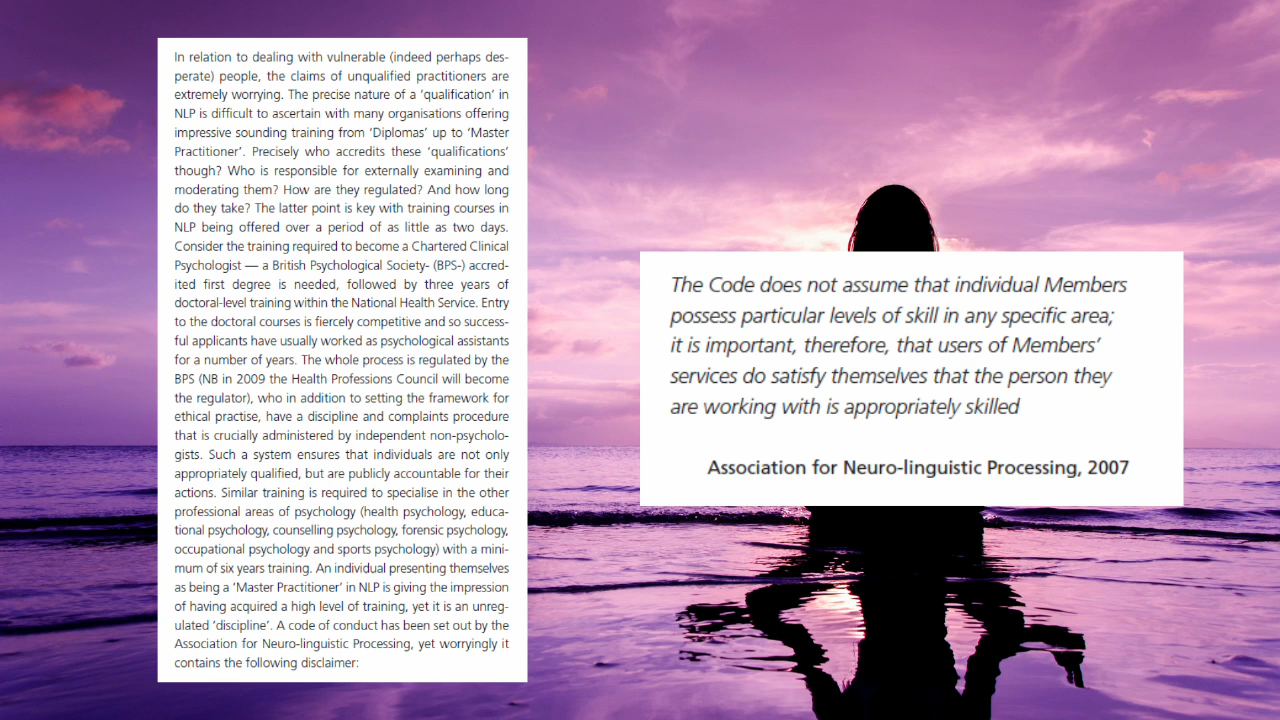 In relation to dealing with vulnerable (indeed perhaps des-
perate) people, the claims of unqualified practitioners are
extremely worrying. The precise nature of a ‘qualification’ in
NLP is difficult to ascertain with many organisations offering
impressive sounding training from ‘Diplomas’ up to ‘Master
Practitioner’. Precisely who accredits these ‘qualifications’
though? Who is responsible for externally examining and
moderating them? How are they regulated? And how long
do they take? The latter point is key with training courses in
NLP being offered over a period of as little as two days.
Consider the training required to become a Chartered Clinical
Psychologist — a British Psychological Society- (BPS-) accred-
ited first degree is needed, followed by three years of
doctoral-level training within the National Health Service. Entry
to the doctoral courses is fiercely competitive and so success-
ful applicants have usually worked as psychological assistants
for a number of years. The whole process is regulated by the
BPS (NB in 2009 the Health Professions Council will become
the regulator), who in addition to setting the framework for
ethical practise, have a discipline and complaints procedure
that is crucially administered by independent non-psycholo-
gists. Such a system ensures that individuals are not only
appropriately qualified, but are publicly accountable for their
actions. Similar training is required to specialise in the other
professional areas of psychology (health psychology, educa-
tional psychology, counselling psychology, forensic psychology,
occupational psychology and sports psychology) with a mini-
mum of six years training. An individual presenting themselves
as being a ‘Master Practitioner’ in NLP is giving the impression
of having acquired a high level of training, yet it is an unreg-
ulated ‘discipline’. A code of conduct has been set out by the
Association for Neuro-linguistic Processing, yet worryingly it
contains the following disclaimer:
The Code does not assume that individual Members
possess particular levels of skill in any specific area;
it is important, therefore, that users of Members’
services do satisfy themselves that the person they
are working with is appropriately skilled
Association for Neuro-linguistic Processing, 2007